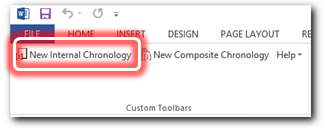 FILE HOME INSERT DESIGN PAGE LAYOUT RE
New Internal Chronology New Composite Chronology Help
Custom Toolbars